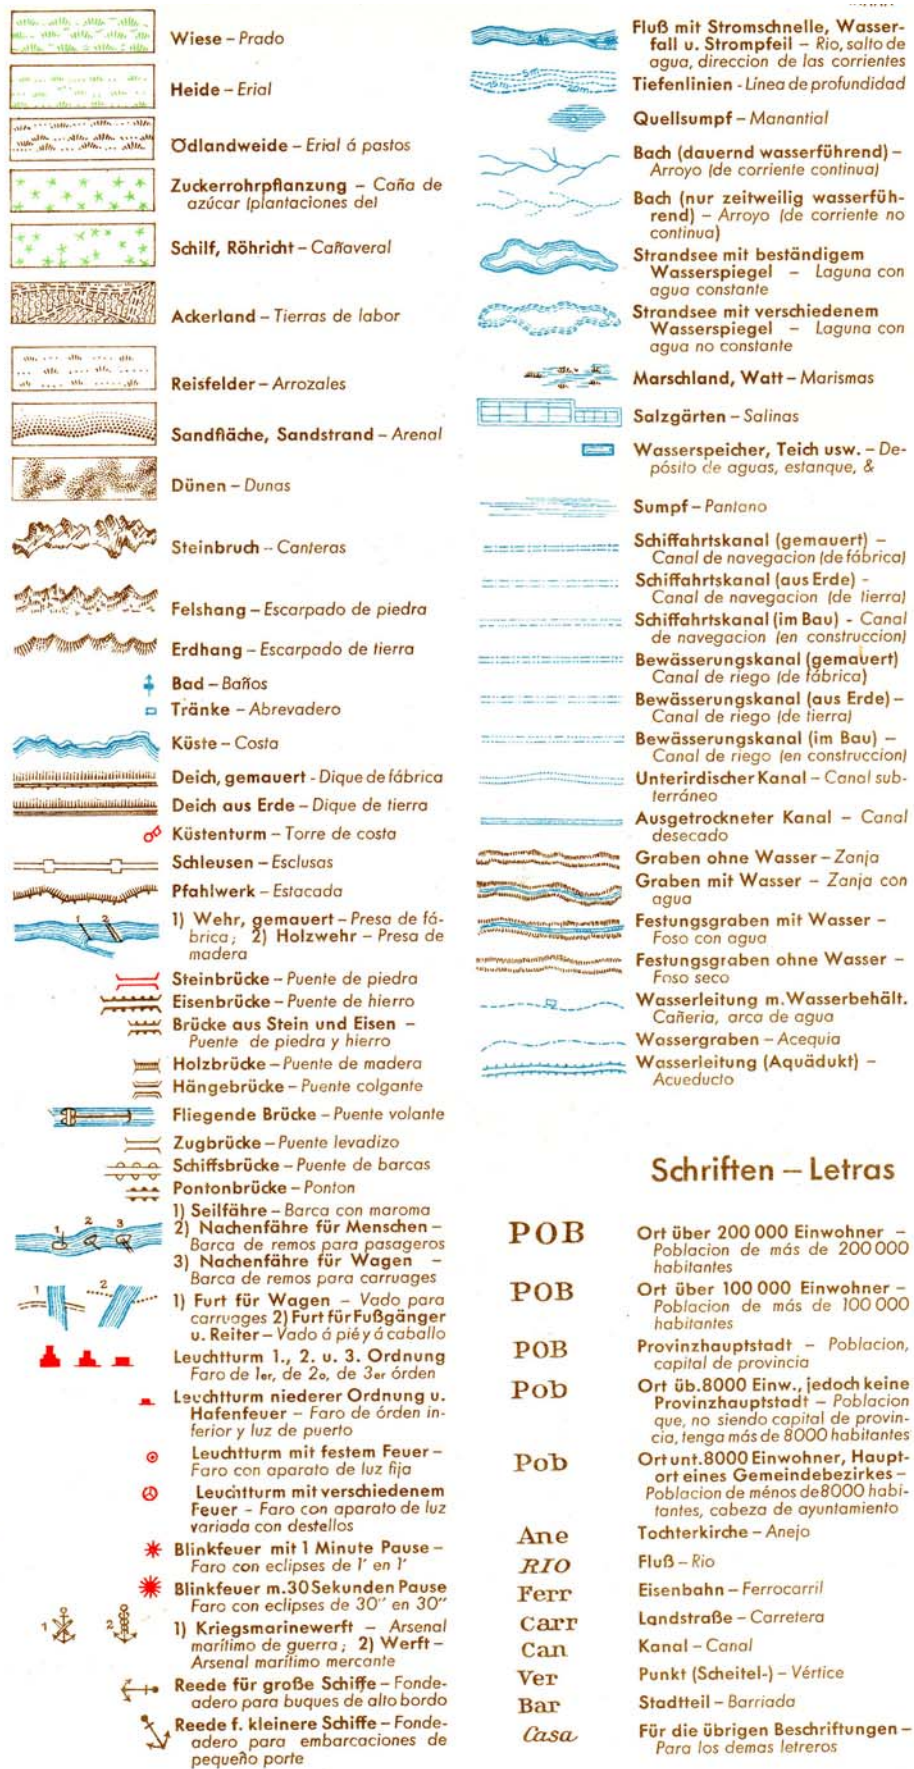 Wiese – Prado
Heide – Erial
Ödlandweide – Erial á pastos
Zuckerrohrpflanzung – Caña de
azúcar (plantaciones del
Schilf, Röhricht – Cañaveral
Ackerland – Tierras de labor
Reisfelder – Arrozales
Sandfläche, Sandstrand – Arenal
Dünen – Dunas
Steinbruch – Canteras
Felshang – Escarpado de piedra
Erdhang – Escarpado de tierra
Bad – Baños
Tränke – Abrevadero
Küste – Costa
Deich, gemauert - Dique de fábrica
Deich aus Erde – Dique de tierra
Küstenturm – Torre de costa
Schleusen – Esclusas
Pfahlwerk – Estacada
1 2
1) Wehr, gemauert – Presa de fá-
brica; 2) Holzwehr – Presa de
madera
Steinbrücke – Puente de piedra
Eisenbrücke – Puente de hierro
Brücke aus Stein und Eisen –
Puente de piedra y hierro
Holzbrücke – Puente de madera
Hängebrücke – Puente colgante
Fliegende Brücke – Puente volante
Zugbrücke – Puente levadizo
Schiffsbrücke – Puente de barcas
Pontonbrücke – Ponton
1 2 3
1) Seilfähre – Barca con maroma
2) Nachenfähre für Menschen –
Barca de remos para pasageros
3) Nachenfähre für Wagen –
Barca de remos para carruages
1 2
1) Furt für Wagen – Vado para
carruages 2) Furt für Fußgänger
u. Reiter – Vado á pié y á caballo
Leuchtturm 1., 2. u. 3. Ordnung
Faro de 1er, de 2o, de 3er órden
Leuchtturm niederer Ordnung u.
Hafenfeuer – Faro de órden in-
ferior y luz de puerto
Leuchtturm mit festem Feuer –
Faro con aparato de luz fija
Leuchtturm mit verschiedenem
Feuer – Faro con aparato de luz
variada con destellos
Blinkfeuer mit 1 Minute Pause –
Faro con eclipses de 1' en 1'
Blinkfeuer m. 30 Sekunden Pause
Faro con eclipses de 30'' en 30''
1 2
1) Kriegsmarinewerft – Arsenal
marítimo de guerra; 2) Werft –
Arsenal marítimo mercante
Reede für große Schiffe – Fonde-
adero para buques de alto bordo
Reede f. kleinere Schiffe – Fonde-
adero para embarcaciones de
pequeño porte
Fluß mit Stromschnelle, Wasser-
fall u. Strompfeil – Rio, salto de
agua, direccion de las corrientes
5m
Tiefenlinien - Linea de profundidad
Quellsumpf – Manantial
Bach (dauernd wasserführend) –
Arroyo (de corriente continua)
Bach (nur zeitweilig wasserfüh-
rend) – Arroyo (de corriente no
continua)
Strandsee mit beständigem
Wasserspiegel – Laguna con
agua constante
Strandsee mit verschiedenem
Wasserspiegel – Laguna con
agua no constante
Marschland, Watt – Marismas
Salzgärten – Salinas
Wasserspeicher, Teich usw. – De-
pósito de aguas, estanque, &
Sumpf – Pantano
Schiffahrtskanal (gemauert) –
Canal de navegacion (de fábrica)
Schiffahrtskanal (aus Erde) –
Canal de navegacion (de tierra)
Schiffahrtskanal (im Bau) - Canal
de navegacion (en construccion)
Bewässerungskanal (gemauert)
Canal de riego (de fábrica)
Bewässerungskanal (aus Erde) –
Canal de riego (de tierra)
Bewässerungskanal (im Bau) –
Canal de riego (en construccion)
Unterirdischer Kanal – Canal sub-
terráneo
Ausgetrockneter Kanal – Canal
desecado
Graben ohne Wasser – Zanja
Graben mit Wasser – Zanja con
agua
Festungsgraben mit Wasser –
Foso con agua
Festungsgraben ohne Wasser –
Foso seco
Wasserleitung m. Wasserbehält.
Cañeria, arca de agua
Wassergraben – Acequia
Wasserleitung (Aquädukt) –
Acueducto
Schriften – Letras
POB Ort über 200 000 Einwohner –
Poblacion de más de 200 000
habitantes
POB Ort über 100 000 Einwohner –
Poblacion de más de 100 000
habitantes
POB Provinzhauptstadt – Poblacion,
capital de provincia
Pob Ort üb. 8000 Einw., jedoch keine
Provinzhauptstadt – Poblacion
que, no siendo capital de provin-
cia, tenga más de 8000 habitantes
Pob Ort unt. 8000 Einwohner, Haupt-
ort eines Gemeindebezirkes –
Poblacion de ménos de 8000 habi-
tantes, cabeza de ayuntamiento
Ane Tochterkirche – Anejo
RIO Fluß – Rio
Ferr Eisenbahn – Ferrocarril
Carr Landstraße – Carretera
Can Kanal – Canal
Ver Punkt (Scheitel-) – Vértice
Bar Stadtteil – Barriada
Casa Für die übrigen Beschriftungen –
Para los demas letreros